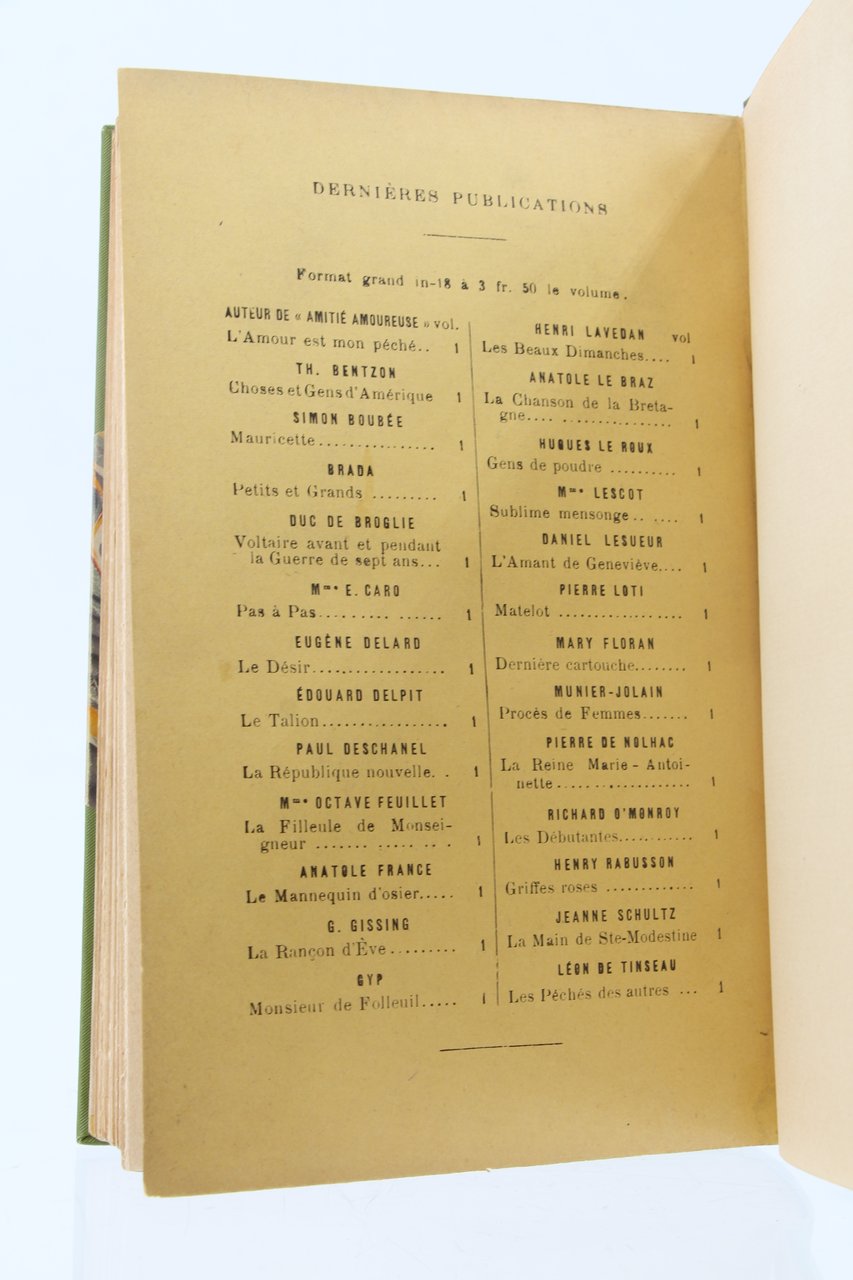 DERNIÈRES PUBLICATIONS
Format grand in-18 à 3 fr. 50 le volume.
AUTEUR DE « AMITIÉ AMOUREUSE » vol.
L'Amour est mon péché.. 1
TH. BENTZON
Choses et Gens d'Amérique 1
SIMON BOUBÉE
Mauricette................ 1
BRADA
Petits et Grands ......... 1
DUC DE BROGLIE
Voltaire avant et pendant
la Guerre de sept ans... 1
Mme E. CARO
Pas à Pas......... ...... 1
EUGÈNE DELARD
Le Désir.................. 1
ÉDOUARD DELPIT
Le Talion................. 1
PAUL DESCHANEL
La République nouvelle. . 1
Mme OCTAVE FEUILLET
La Filleule de Monsei-
gneur ....... ..... .. . 1
ANATOLE FRANCE
Le Mannequin d'osier..... 1
G. GISSING
La Rançon d'Ève......... 1
GYP
Monsieur de Folleuil..... 1
HENRI LAVEDAN vol
Les Beaux Dimanches.... 1
ANATOLE LE BRAZ
La Chanson de la Breta-
gne.... ................ 1
HUGUES LE ROUX
Gens de poudre .......... 1
Mme LESCOT
Sublime mensonge.. .... 1
DANIEL LESUEUR
L'Amant de Geneviève.... 1
PIERRE LOTI
Matelot .................. 1
MARY FLORAN
Dernière cartouche........ 1
MUNIER-JOLAIN
Procès de Femmes....... 1
PIERRE DE NOLHAC
La Reine Marie-Antoi-
nette.................... 1
RICHARD O'MONROY
Les Débutantes........... 1
HENRY RABUSSON
Griffes roses ............. 1
JEANNE SCHULTZ
La Main de Ste-Modestine 1
LÉON DE TINSEAU
Les Péchés des autres ... 1